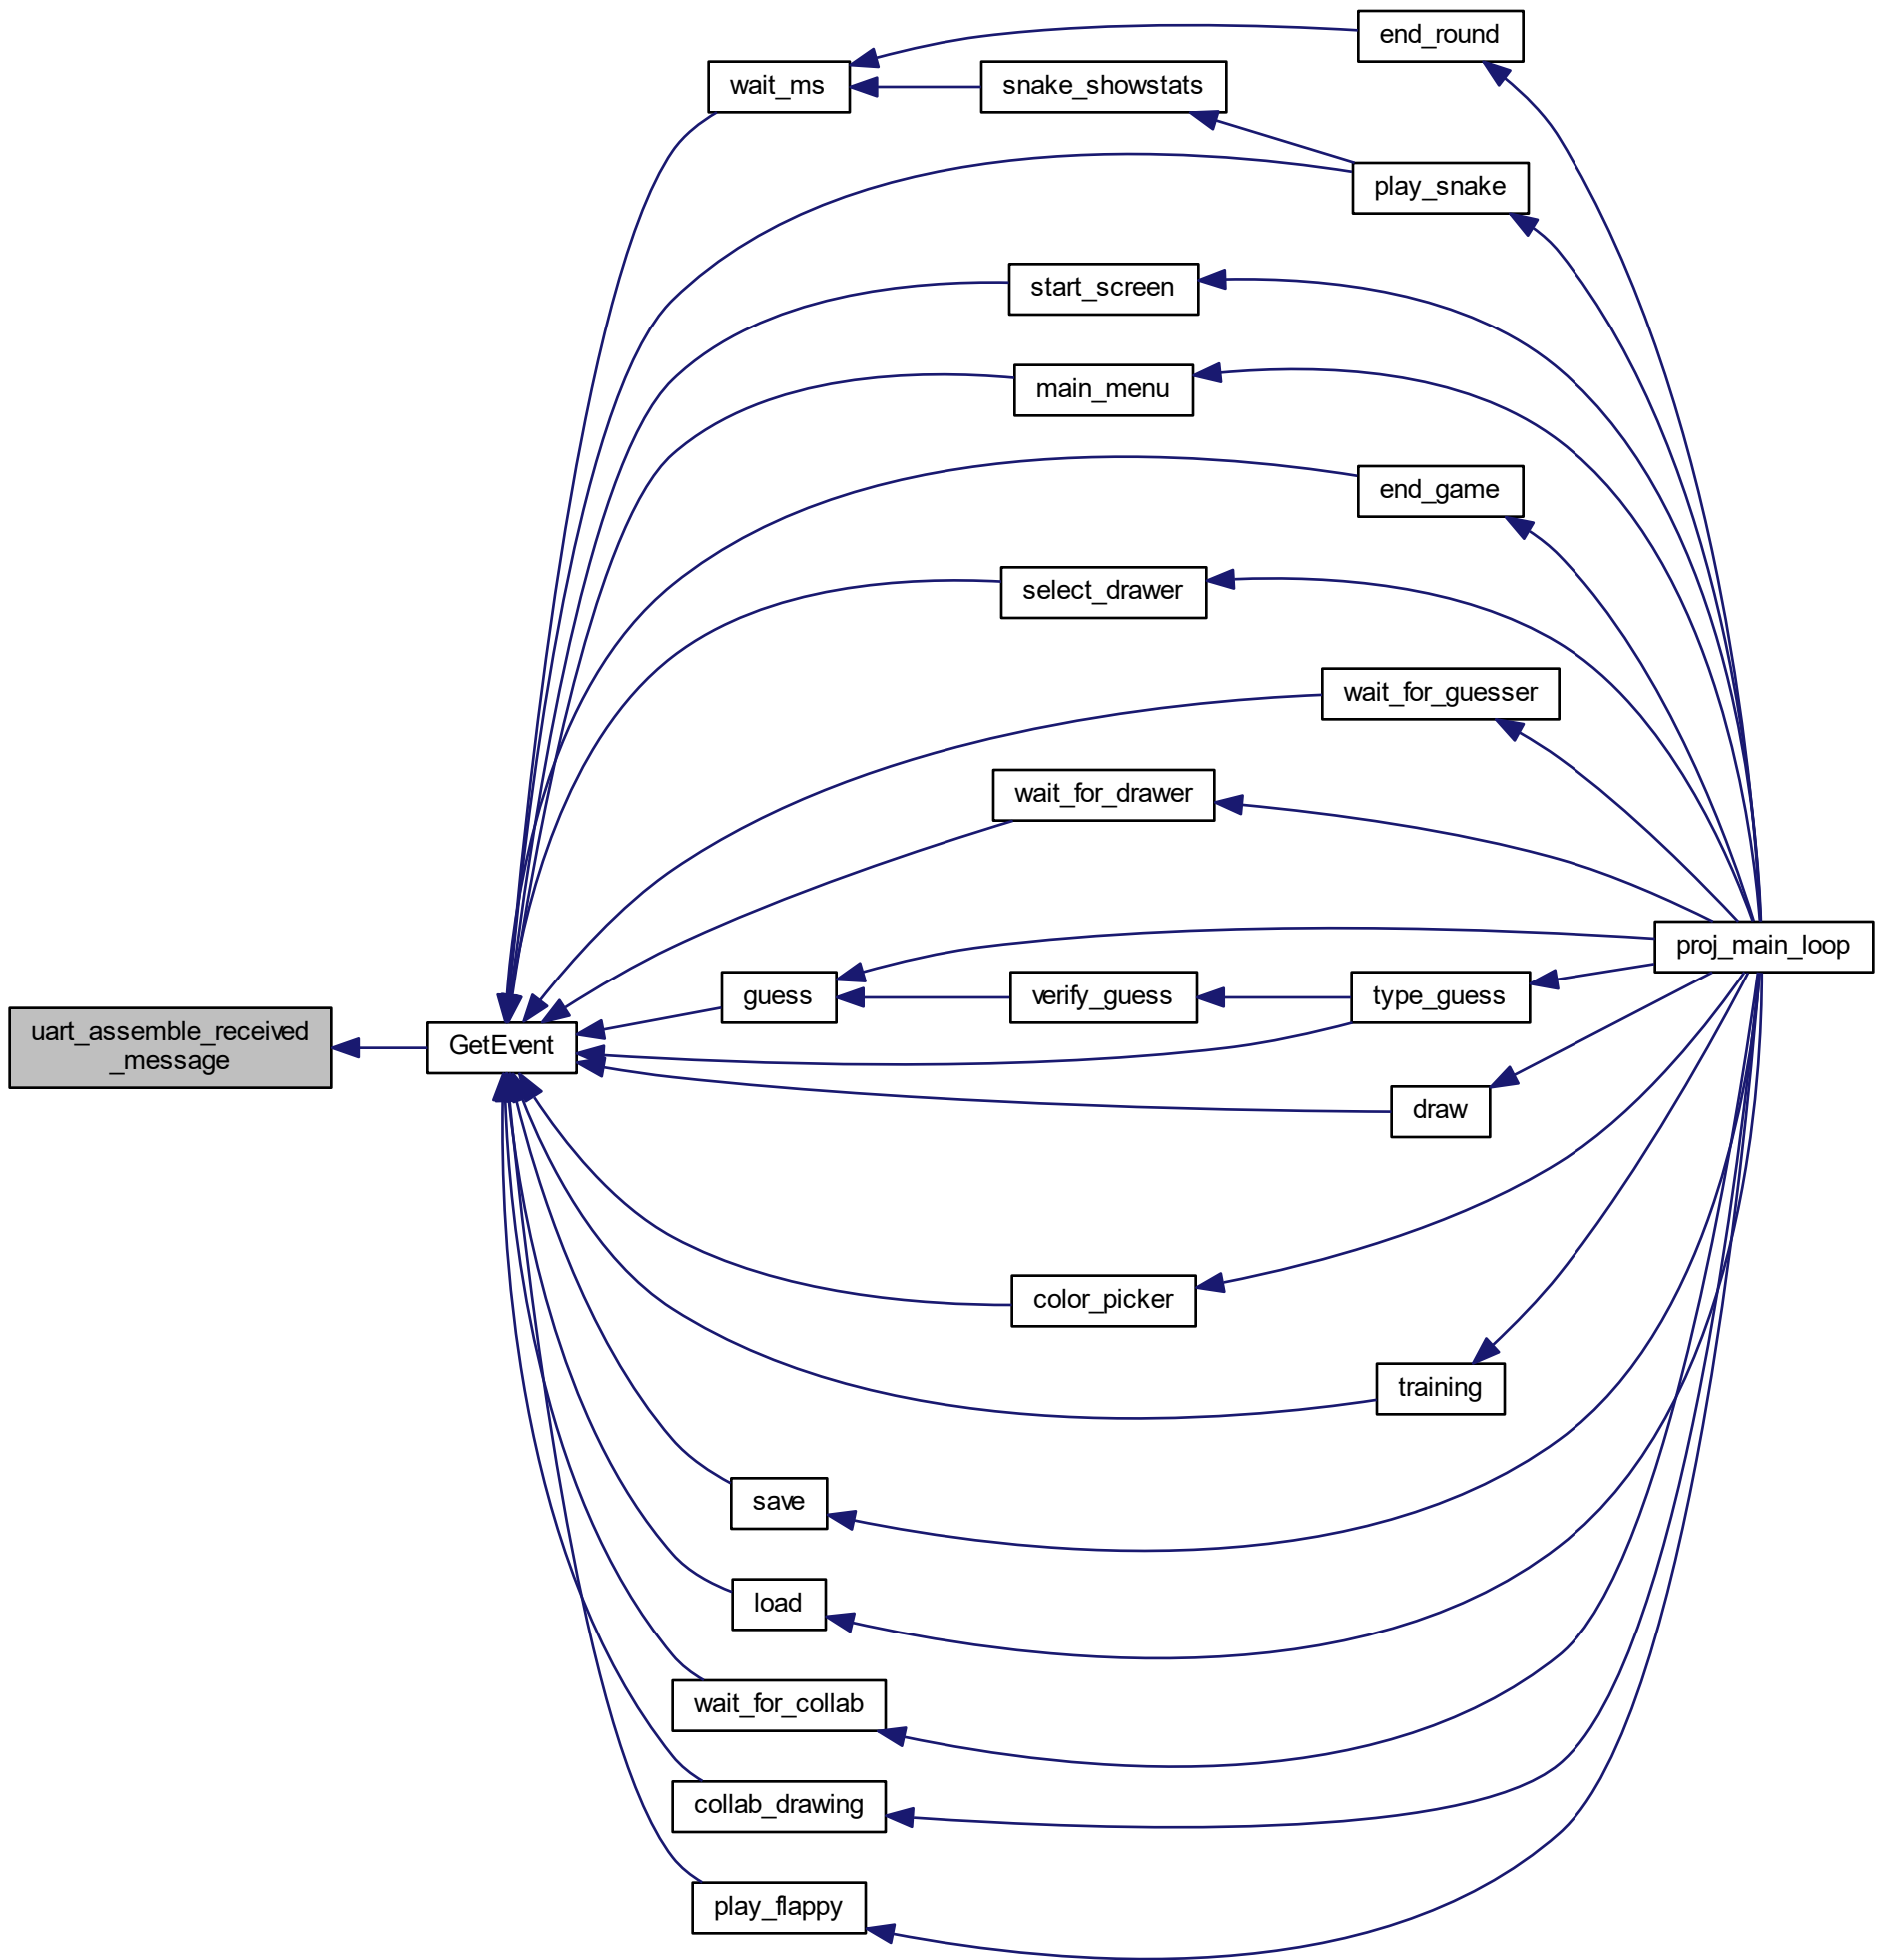 end_round
wait_ms
snake_showstats
play_snake
start_screen
main_menu
end_game
select_drawer
wait_for_guesser
wait_for_drawer
proj_main_loop
guess
verify_guess
type_guess
uart_assemble_received
_message
GetEvent
draw
color_picker
training
save
load
wait_for_collab
collab_drawing
play_flappy